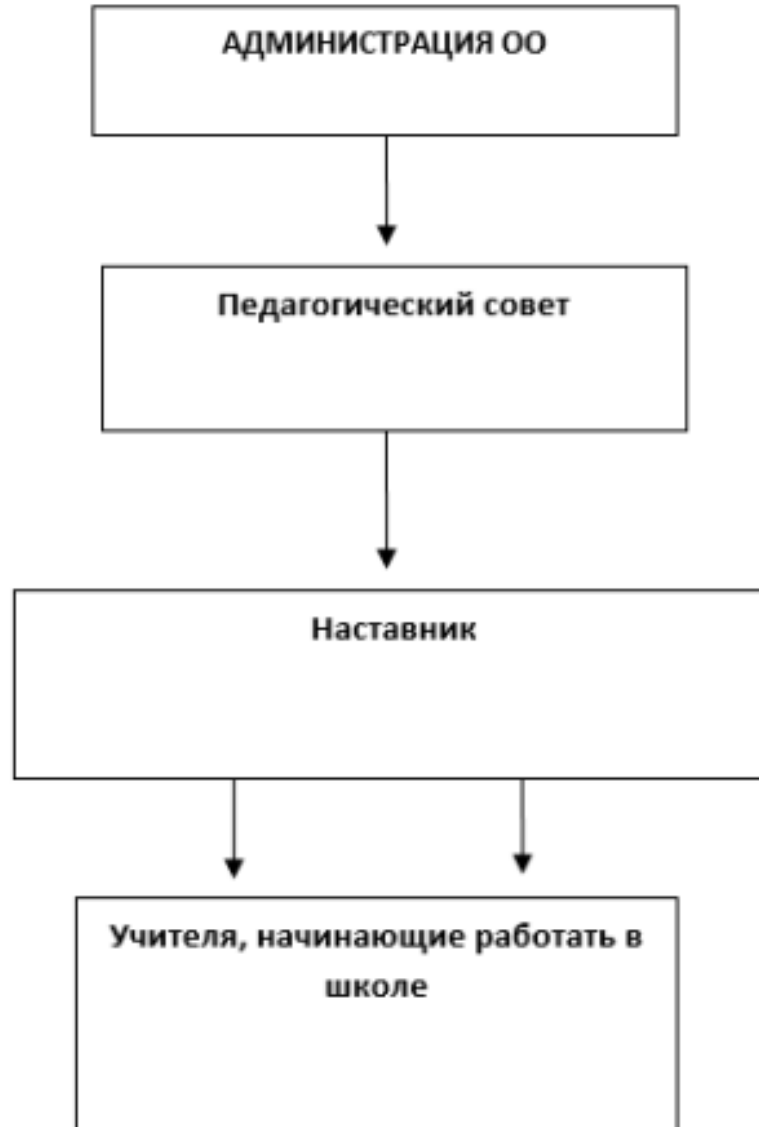 АДМИНИСТРАЦИЯ ОО
Педагогический совет
Наставник
Учителя, начинающие работать в
школе